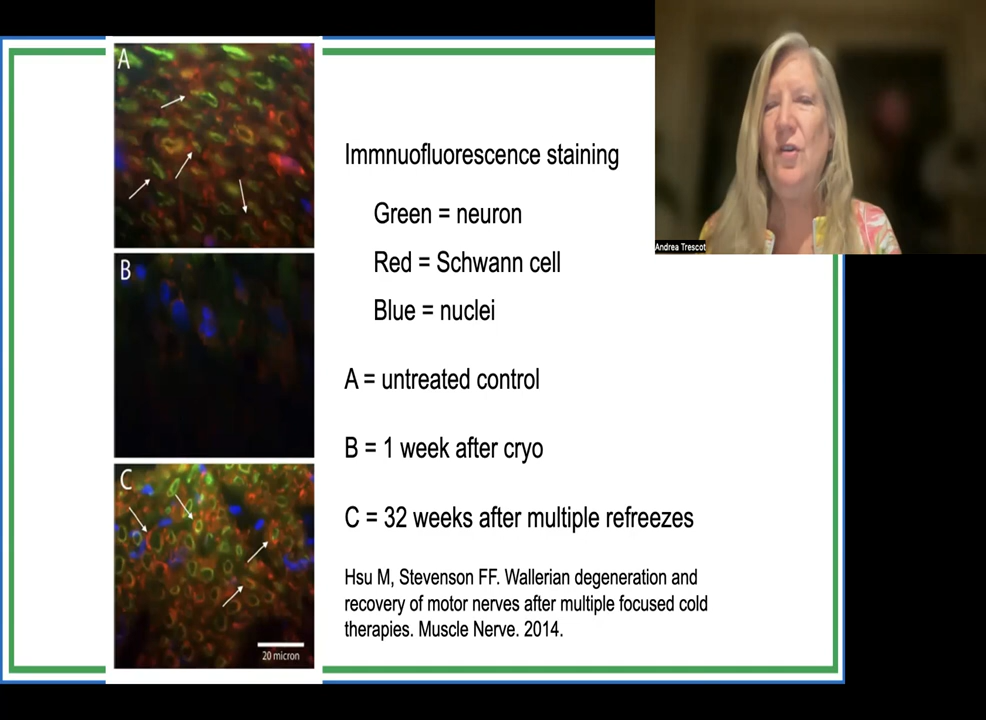 A
B
C
20 micron
Immnuofluorescence staining
Green = neuron
Red = Schwann cell
Blue = nuclei
A = untreated control
B = 1 week after cryo
C = 32 weeks after multiple refreezes
Hsu M, Stevenson FF. Wallerian degeneration and
recovery of motor nerves after multiple focused cold
therapies. Muscle Nerve. 2014.
Andrea Trescot